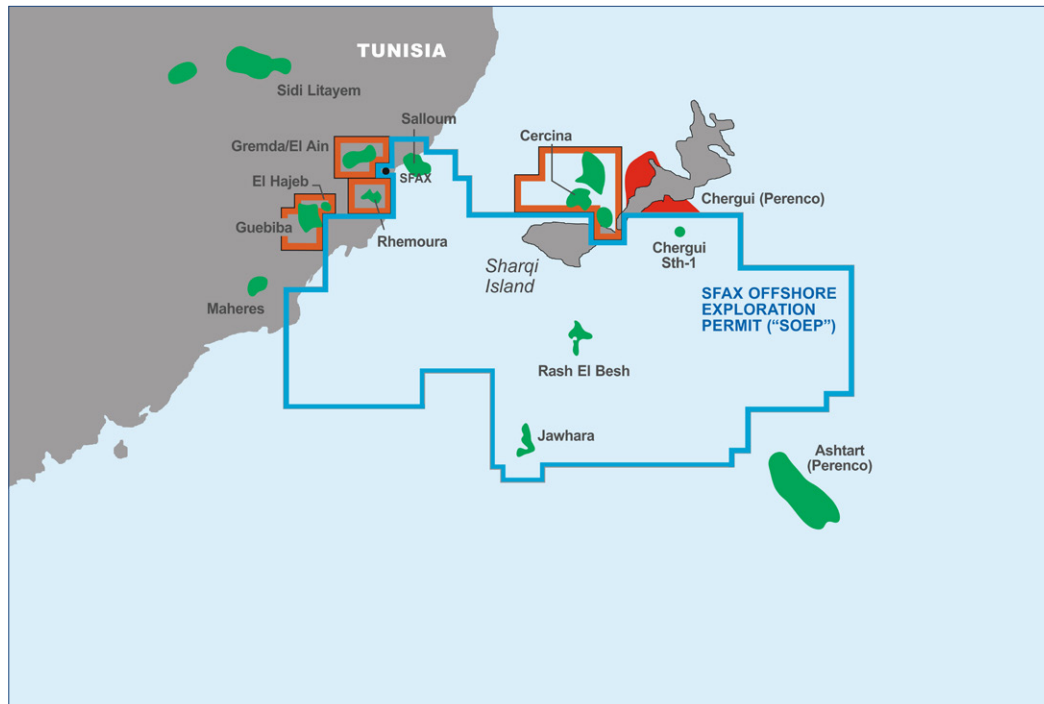 TUNISIA
Sidi Litayem
Salloum
Gremda/El Ain
Cercina
SFAX
El Hajeb
Chergui (Perenco)
Guebiba
Rhemoura
Chergui
Sth-1
Sharqi
Island
Maheres
SFAX OFFSHORE
EXPLORATION
PERMIT (“SOEP”)
Rash El Besh
Jawhara
Ashtart
(Perenco)